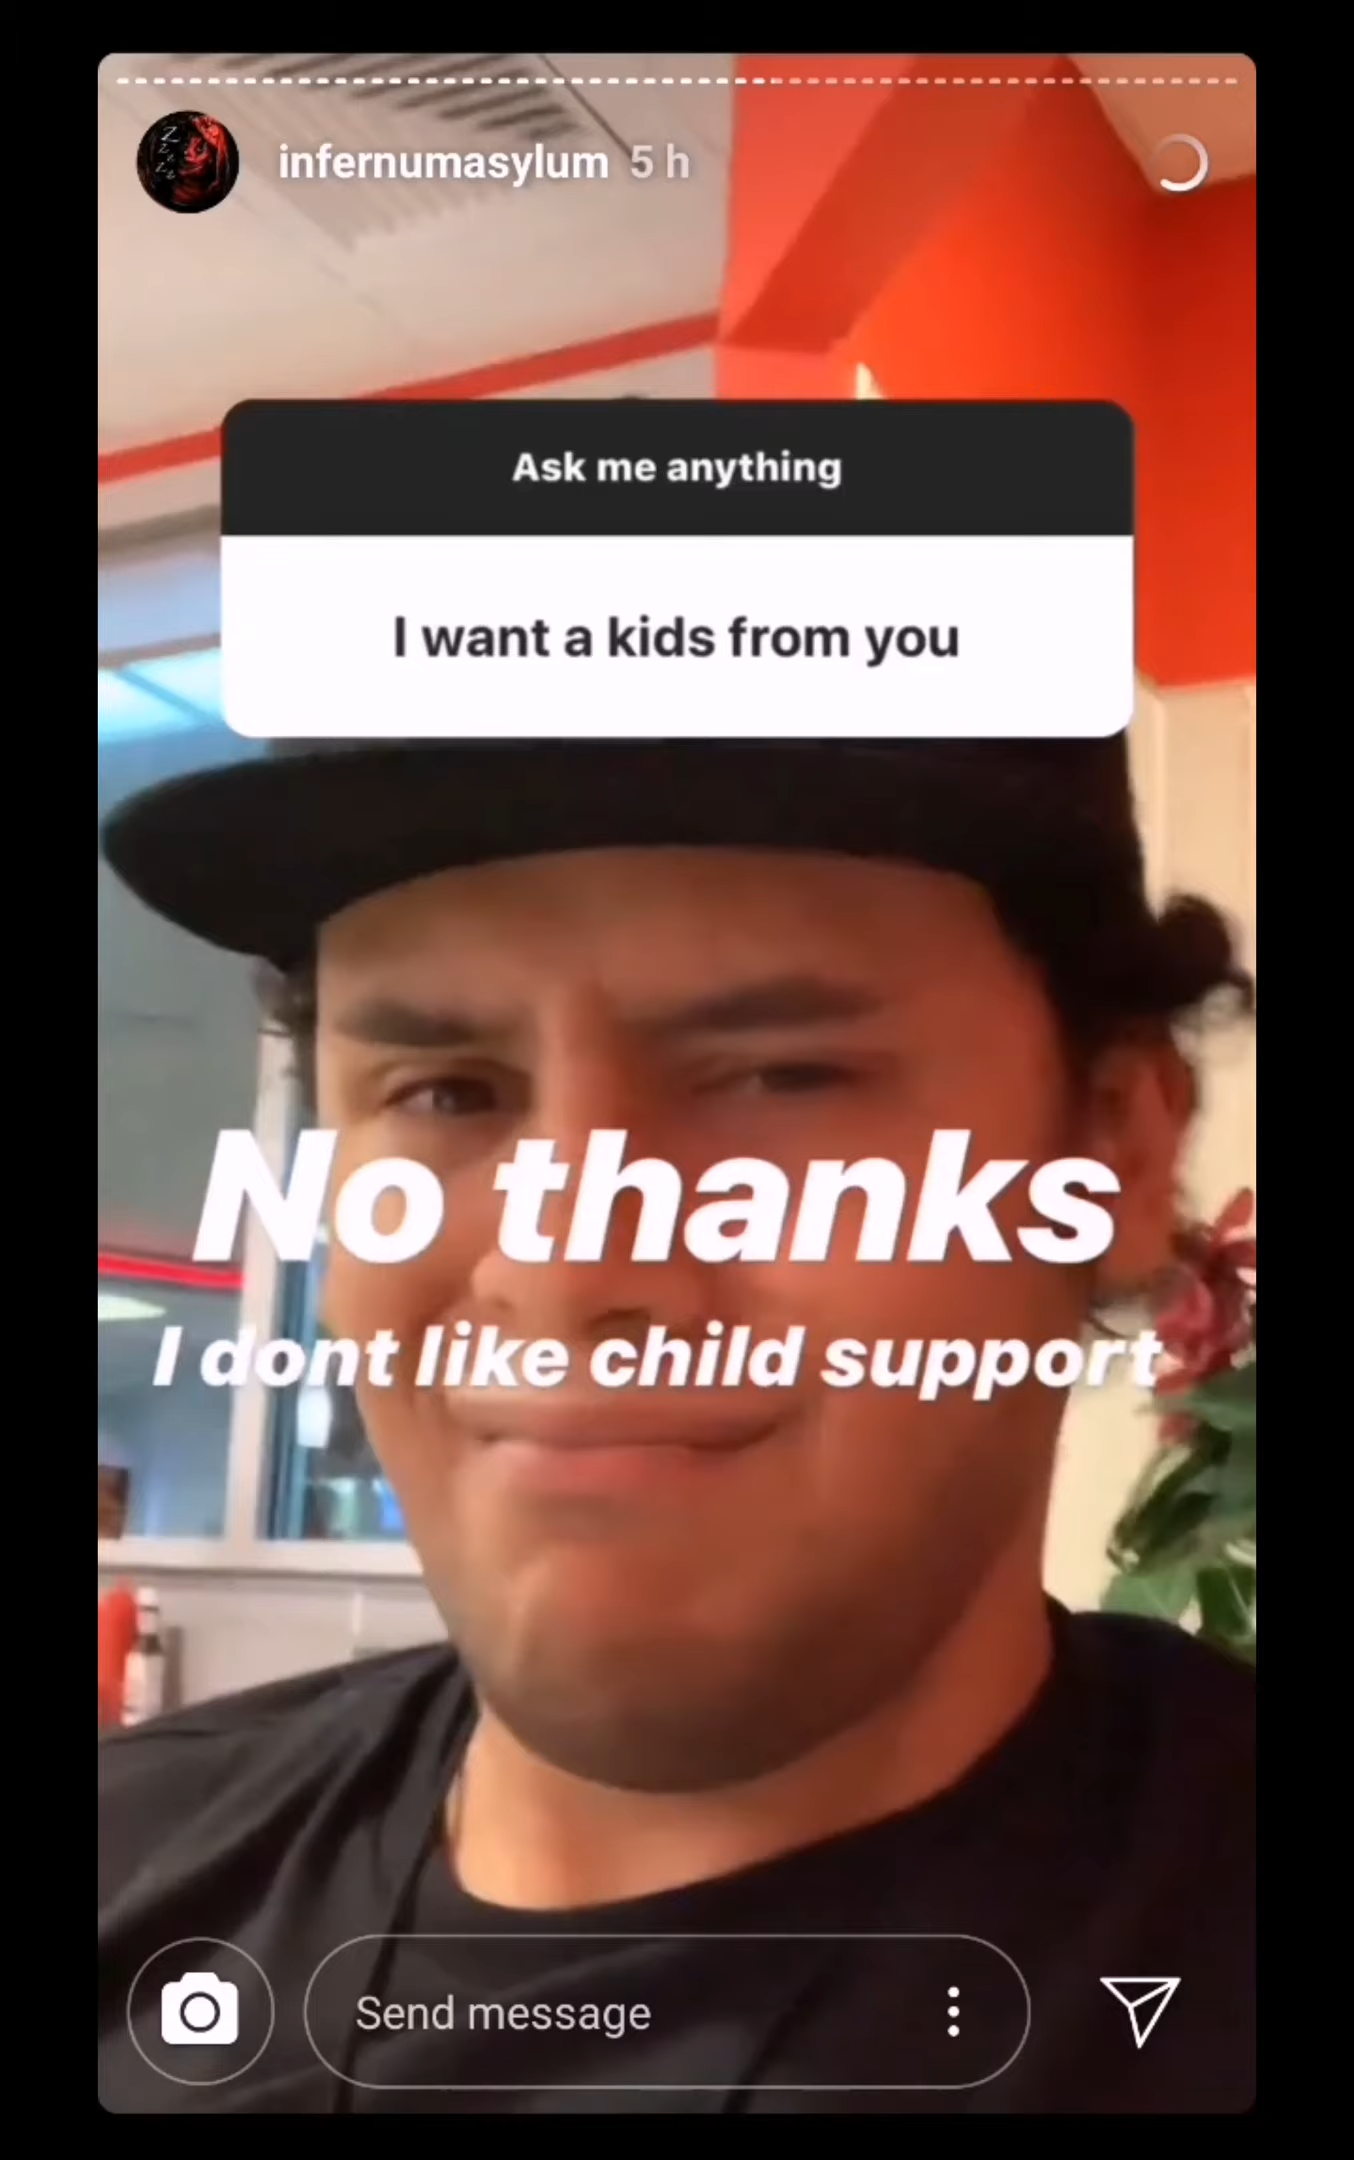 infernumasylum 5 h
Ask me anything
I want a kids from you
No thanks
I dont like child support
Send message